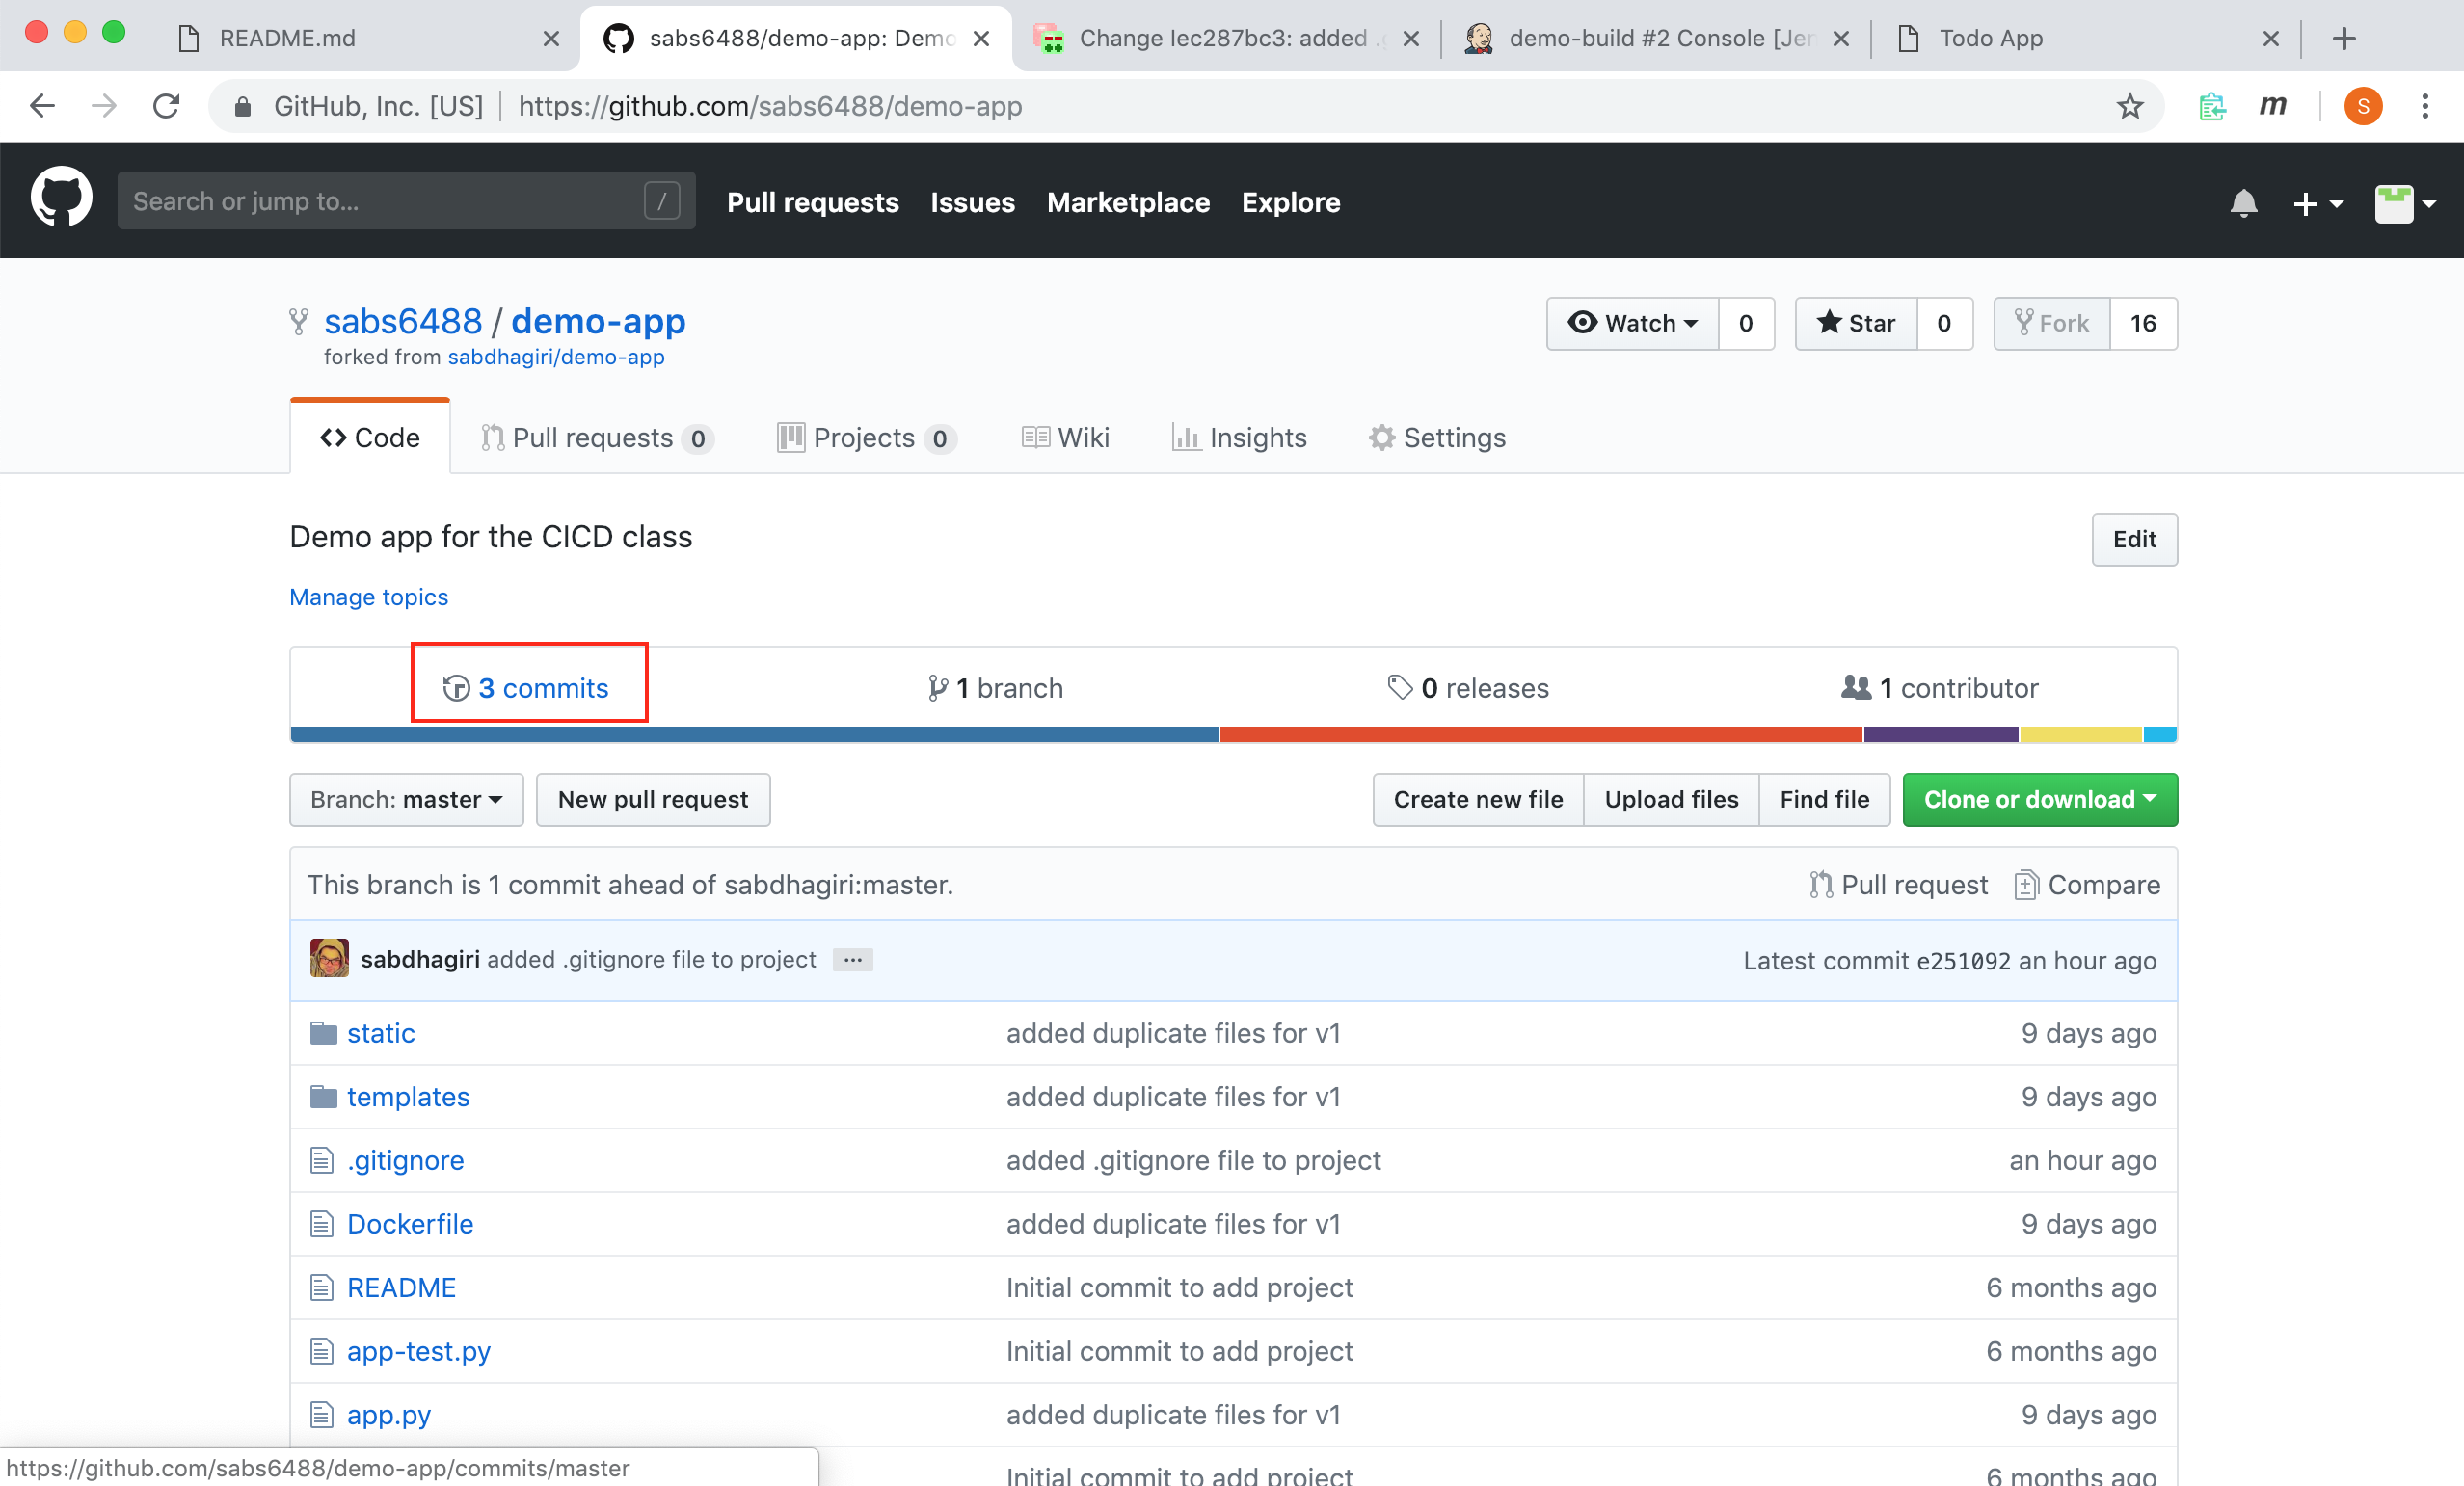 README.md
sabs6488/demo-app: Demo
Change Iec287bc3: added .g
demo-build #2 Console [Jen
Todo App
GitHub, Inc. [US] https://github.com/sabs6488/demo-app
m
S
Search or jump to... /
Pull requests Issues Marketplace Explore
sabs6488 / demo-app
forked from sabdhagiri/demo-app
Watch 0 Star 0 Fork 16
Code Pull requests 0 Projects 0 Wiki Insights Settings
Demo app for the CICD class
Edit
Manage topics
3 commits 1 branch 0 releases 1 contributor
Branch: master New pull request Create new file Upload files Find file Clone or download
This branch is 1 commit ahead of sabdhagiri:master. Pull request Compare
sabdhagiri added .gitignore file to project ... Latest commit e251092 an hour ago
static added duplicate files for v1 9 days ago
templates added duplicate files for v1 9 days ago
.gitignore added .gitignore file to project an hour ago
Dockerfile added duplicate files for v1 9 days ago
README Initial commit to add project 6 months ago
app-test.py Initial commit to add project 6 months ago
app.py added duplicate files for v1 9 days ago
Initial commit to add project 6 months ago
https://github.com/sabs6488/demo-app/commits/master